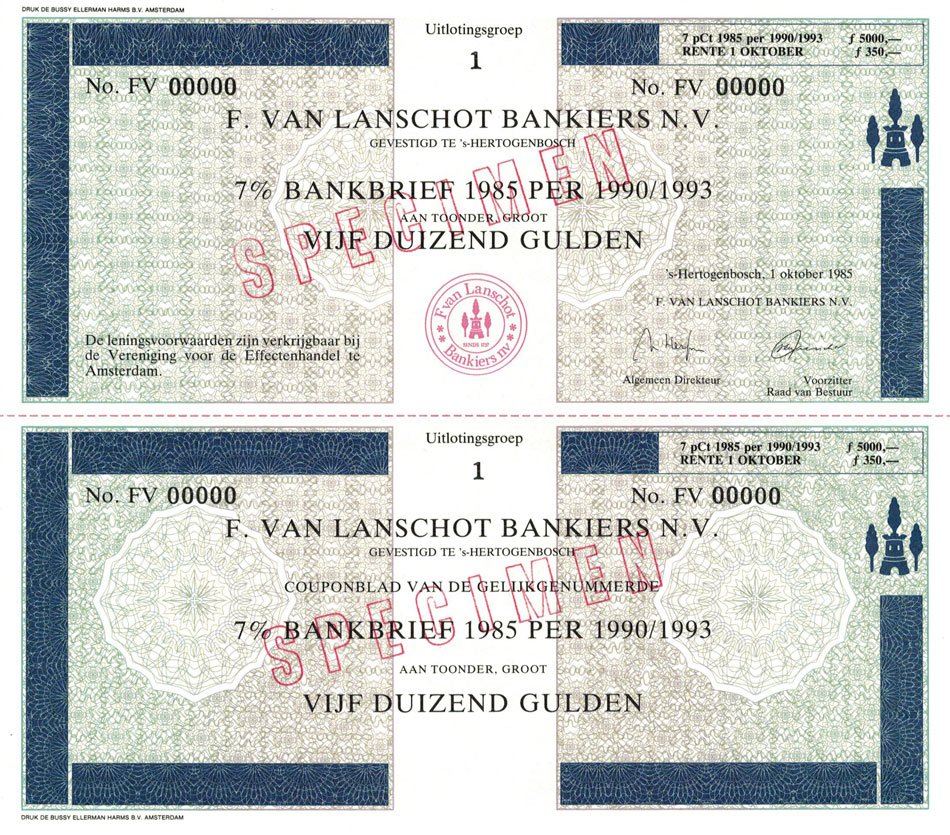 DRUK DE BUSSY ELLERMAN HARMS B.V. AMSTERDAM
Uitlotingsgroep
1
7 pCt 1985 per 1990/1993 ƒ 5000,—
RENTE 1 OKTOBER ƒ 350,—
No. FV 00000
No. FV 00000
F. VAN LANSCHOT BANKIERS N.V.
GEVESTIGD TE 's-HERTOGENBOSCH
7% BANKBRIEF 1985 PER 1990/1993
AAN TOONDER, GROOT
VIJF DUIZEND GULDEN
SPECIMEN
's-Hertogenbosch, 1 oktober 1985
F. VAN LANSCHOT BANKIERS N.V.
F. van Lanschot
SINDS 1737
Bankiers nv
De leningsvoorwaarden zijn verkrijgbaar bij
de Vereniging voor de Effectenhandel te
Amsterdam.
Algemeen Direkteur
Voorzitter
Raad van Bestuur
Uitlotingsgroep
1
7 pCt 1985 per 1990/1993 ƒ 5000,—
RENTE 1 OKTOBER ƒ 350,—
No. FV 00000
No. FV 00000
F. VAN LANSCHOT BANKIERS N.V.
GEVESTIGD TE 's-HERTOGENBOSCH
COUPONBLAD VAN DE GELIJKGENUMMERDE
7% BANKBRIEF 1985 PER 1990/1993
AAN TOONDER, GROOT
VIJF DUIZEND GULDEN
SPECIMEN
DRUK DE BUSSY ELLERMAN HARMS B.V. AMSTERDAM